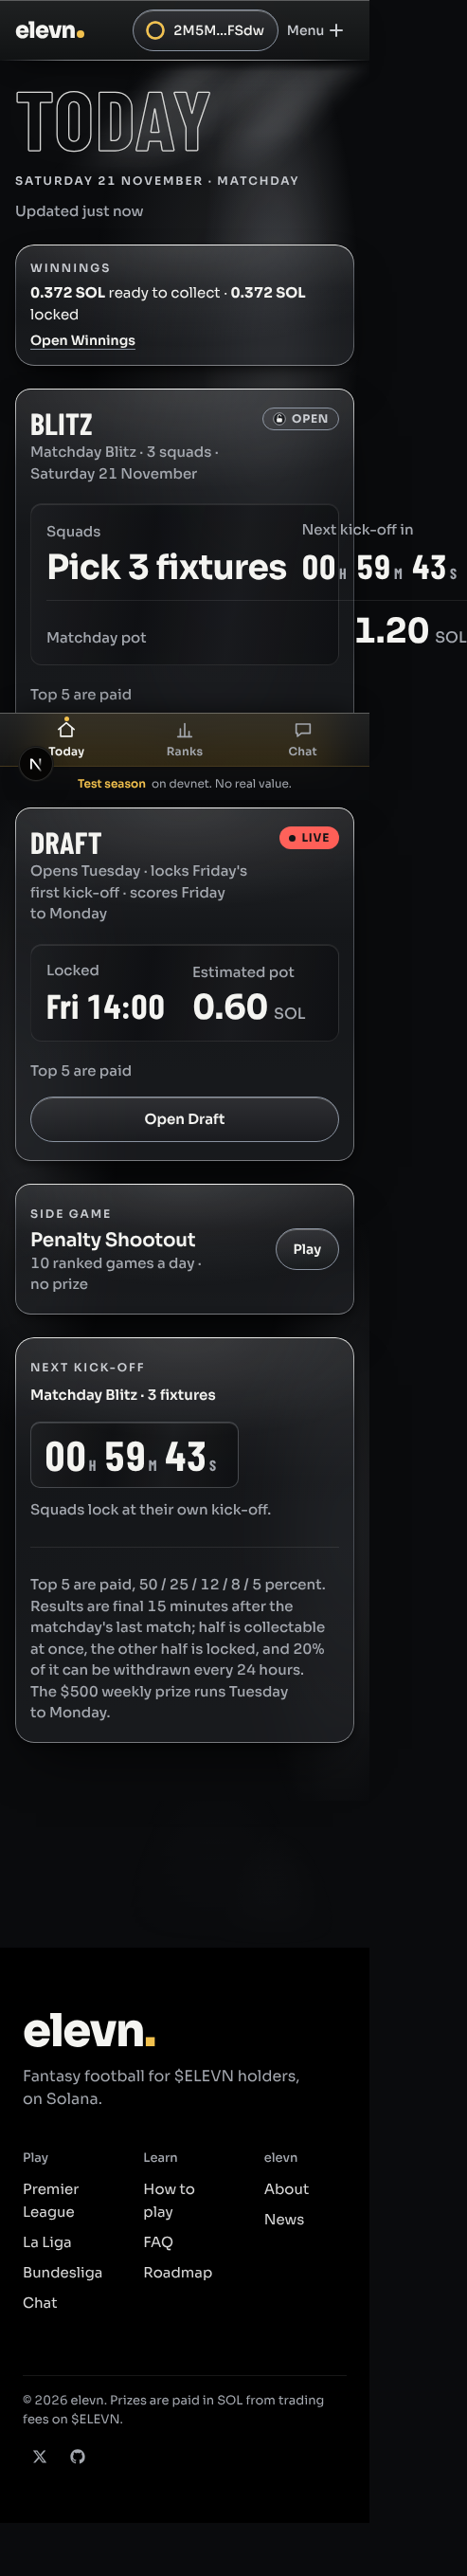 elevn.
2M5M...FSdw
Menu +
TODAY
SATURDAY 21 NOVEMBER · MATCHDAY
Updated just now
WINNINGS
0.372 SOL ready to collect · 0.372 SOL
locked
Open Winnings
BLITZ
OPEN
Matchday Blitz · 3 squads ·
Saturday 21 November
Squads
Next kick-off in
Pick 3 fixtures
00H 59M 43S
Matchday pot
1.20 SOL
Top 5 are paid
Today
Ranks
Chat
N
Test season on devnet. No real value.
DRAFT
LIVE
Opens Tuesday · locks Friday's
first kick-off · scores Friday
to Monday
Locked
Estimated pot
Fri 14:00
0.60 SOL
Top 5 are paid
Open Draft
SIDE GAME
Penalty Shootout
10 ranked games a day ·
no prize
Play
NEXT KICK-OFF
Matchday Blitz · 3 fixtures
00H 59M 43S
Squads lock at their own kick-off.
Top 5 are paid, 50 / 25 / 12 / 8 / 5 percent.
Results are final 15 minutes after the
matchday's last match; half is collectable
at once, the other half is locked, and 20%
of it can be withdrawn every 24 hours.
The $500 weekly prize runs Tuesday
to Monday.
elevn.
Fantasy football for $ELEVN holders,
on Solana.
Play
Premier
League
La Liga
Bundesliga
Chat
Learn
How to
play
FAQ
Roadmap
elevn
About
News
© 2026 elevn. Prizes are paid in SOL from trading
fees on $ELEVN.